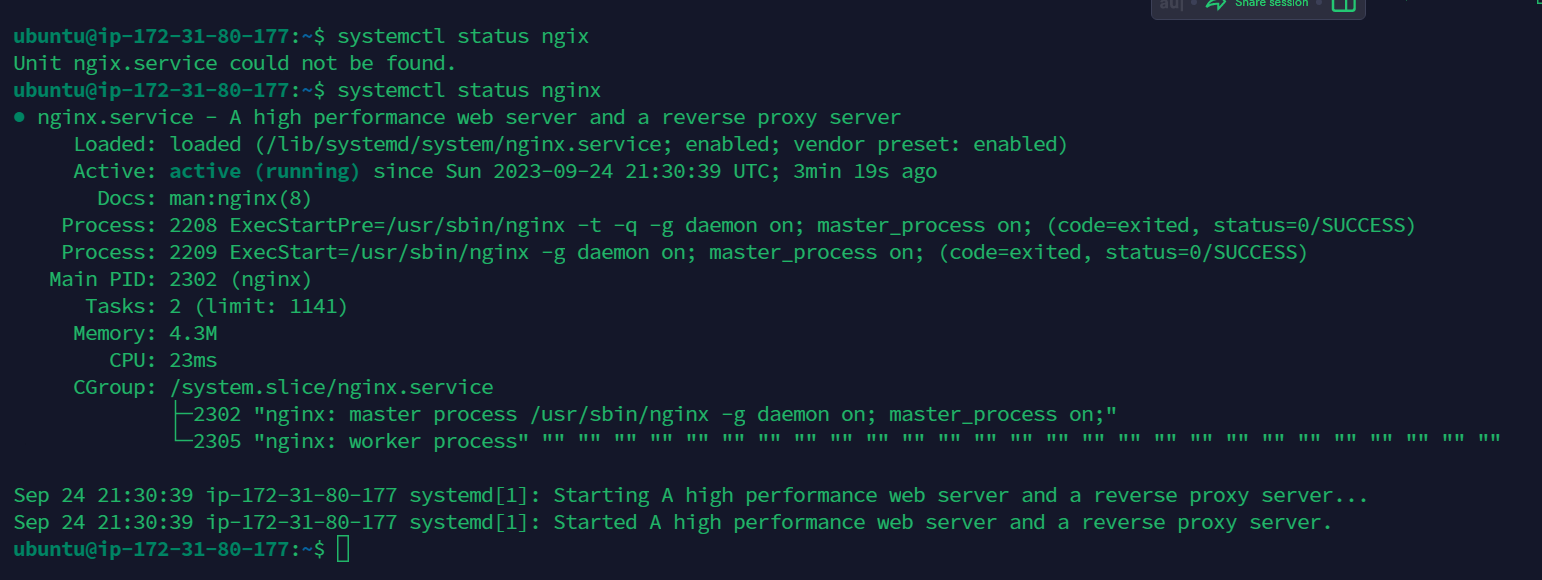 Share session
ubuntu@ip-172-31-80-177:~$ systemctl status ngix
Unit ngix.service could not be found.
ubuntu@ip-172-31-80-177:~$ systemctl status nginx
● nginx.service - A high performance web server and a reverse proxy server
     Loaded: loaded (/lib/systemd/system/nginx.service; enabled; vendor preset: enabled)
     Active: active (running) since Sun 2023-09-24 21:30:39 UTC; 3min 19s ago
       Docs: man:nginx(8)
    Process: 2208 ExecStartPre=/usr/sbin/nginx -t -q -g daemon on; master_process on; (code=exited, status=0/SUCCESS)
    Process: 2209 ExecStart=/usr/sbin/nginx -g daemon on; master_process on; (code=exited, status=0/SUCCESS)
   Main PID: 2302 (nginx)
      Tasks: 2 (limit: 1141)
     Memory: 4.3M
        CPU: 23ms
     CGroup: /system.slice/nginx.service
             ├─2302 "nginx: master process /usr/sbin/nginx -g daemon on; master_process on;"
             └─2305 "nginx: worker process" "" "" "" "" "" "" "" "" "" "" "" "" "" "" "" "" "" "" "" "" "" "" "" "" "" "" ""

Sep 24 21:30:39 ip-172-31-80-177 systemd[1]: Starting A high performance web server and a reverse proxy server...
Sep 24 21:30:39 ip-172-31-80-177 systemd[1]: Started A high performance web server and a reverse proxy server.
ubuntu@ip-172-31-80-177:~$